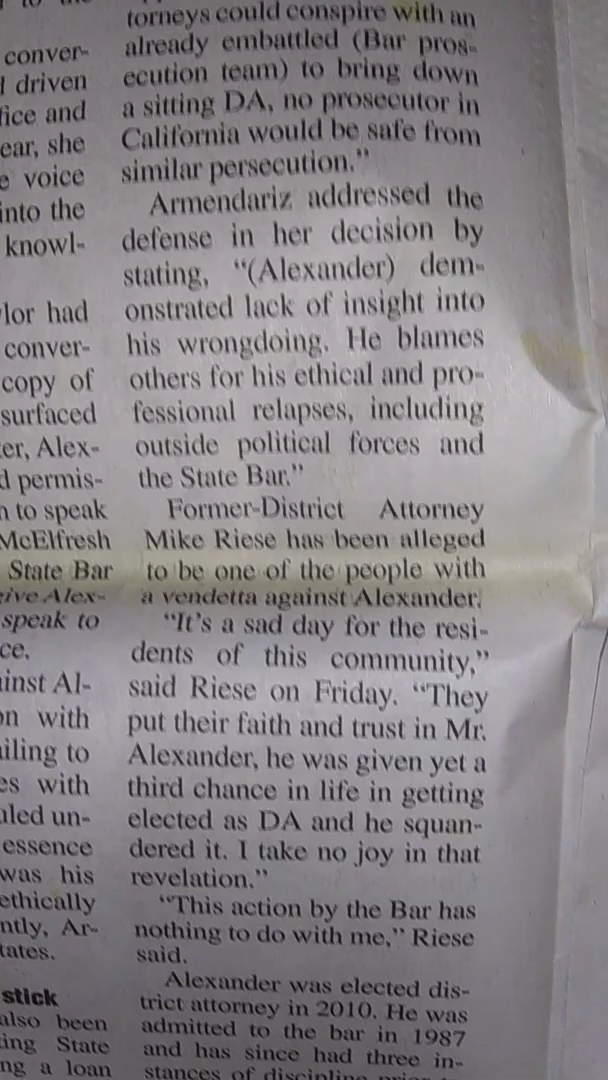 conver-
driven
fice and
ear, she
voice
into the
knowl-
lor had
conver-
copy of
surfaced
er, Alex-
d permis-
n to speak
McElfresh
State Bar
give Alex-
speak to
ce.
ainst Al-
on with
ailing to
es with
uled un-
essence
was his
ethically
ntly, Ar-
tates.
stick
also been
ting State
ng a loan
torneys could conspire with an
already embattled (Bar pros-
ecution team) to bring down
a sitting DA, no prosecutor in
California would be safe from
similar persecution.”
Armendariz addressed the
defense in her decision by
stating, “(Alexander) dem-
onstrated lack of insight into
his wrongdoing. He blames
others for his ethical and pro-
fessional relapses, including
outside political forces and
the State Bar.”
Former-District Attorney
Mike Riese has been alleged
to be one of the people with
a vendetta against Alexander.
“It’s a sad day for the resi-
dents of this community,”
said Riese on Friday. “They
put their faith and trust in Mr.
Alexander, he was given yet a
third chance in life in getting
elected as DA and he squan-
dered it. I take no joy in that
revelation.”
“This action by the Bar has
nothing to do with me,” Riese
said.
Alexander was elected dis-
trict attorney in 2010. He was
admitted to the bar in 1987
and has since had three in-
stances of discipline prior